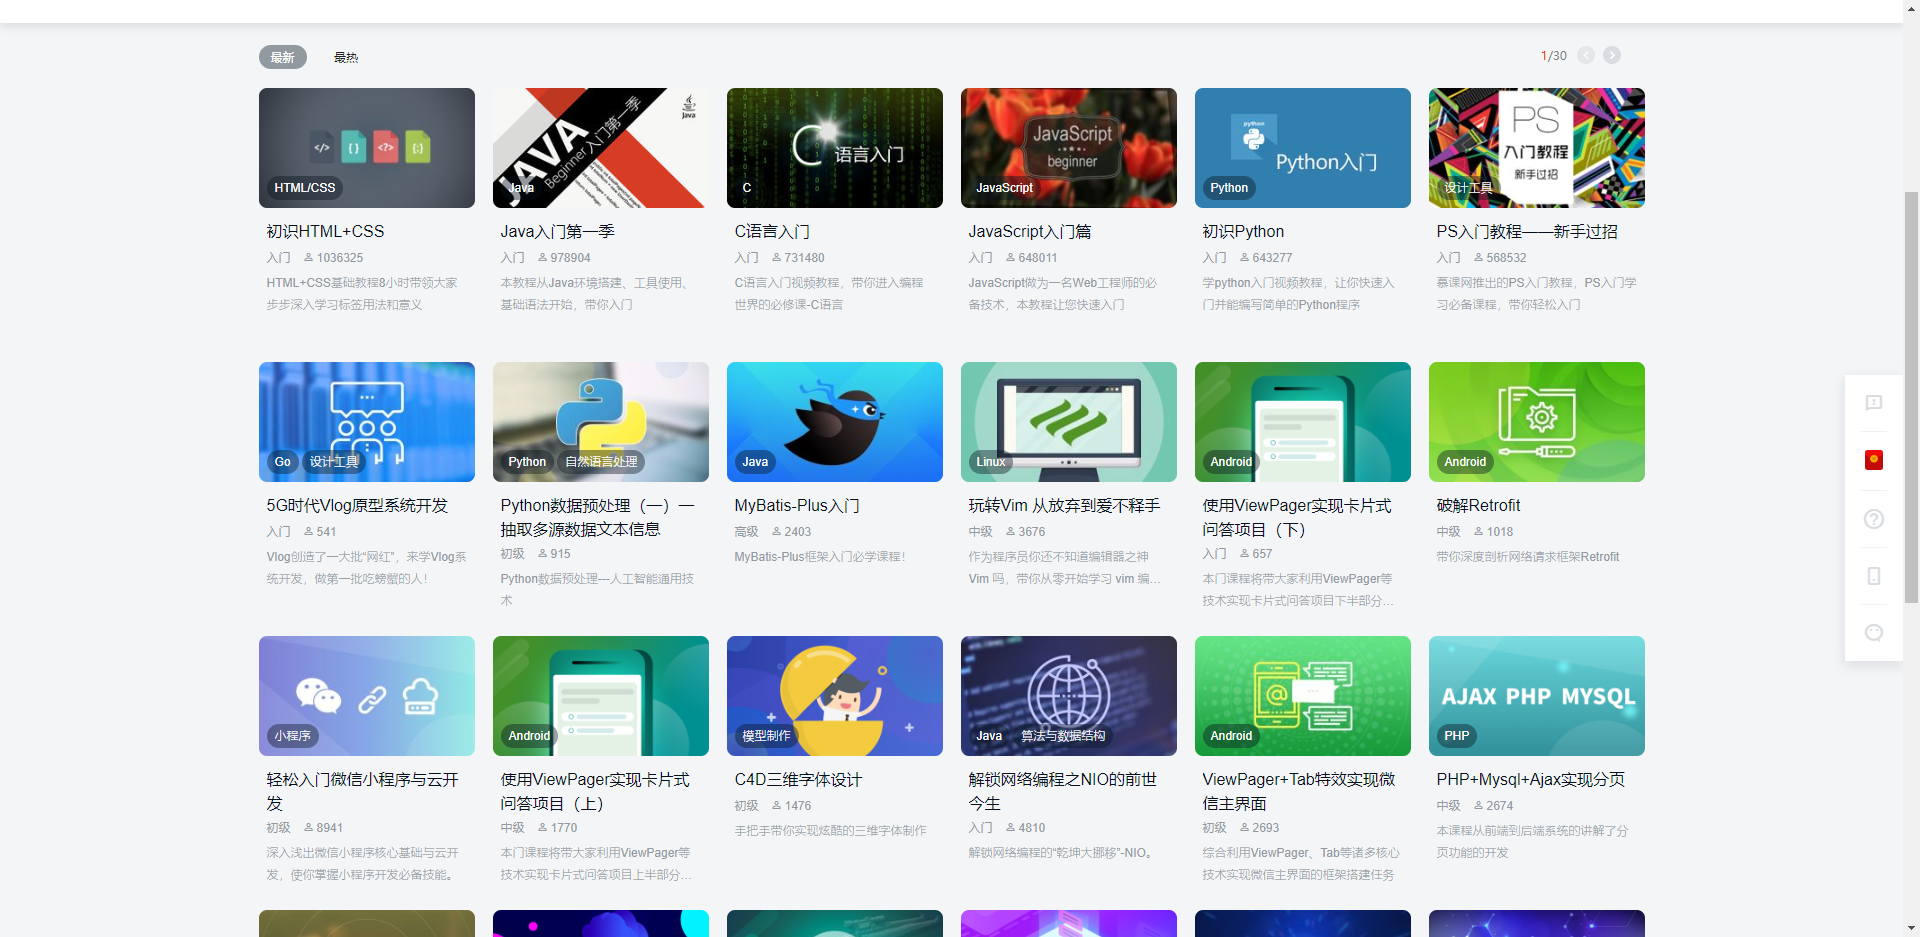 最新 最热 1/30
HTML/CSS
初识HTML+CSS
入门 1036325
HTML+CSS基础教程8小时带领大家
步步深入学习标签用法和意义
JAVA
Beginner 入门第一季
Java
Java
Java入门第一季
入门 978904
本教程从Java环境搭建、工具使用、
基础语法开始，带你入门
C 语言入门
C
C语言入门
入门 731480
C语言入门视频教程，带你进入编程
世界的必修课-C语言
JavaScript
beginner
JavaScript
JavaScript入门篇
入门 648011
JavaScript做为一名Web工程师的必
备技术，本教程让您快速入门
python
Python入门
Python
初识Python
入门 643277
学python入门视频教程，让你快速入
门并能编写简单的Python程序
PS
入门教程
新手过招
设计工具
PS入门教程——新手过招
入门 568532
慕课网推出的PS入门教程，PS入门学
习必备课程，带你轻松入门
Go 设计工具
5G时代Vlog原型系统开发
入门 541
Vlog创造了一大批“网红”，来学Vlog系
统开发，做第一批吃螃蟹的人！
Python 自然语言处理
Python数据预处理（一）—
抽取多源数据文本信息
初级 915
Python数据预处理—人工智能通用技
术
Java
MyBatis-Plus入门
高级 2403
MyBatis-Plus框架入门必学课程！
Linux
玩转Vim 从放弃到爱不释手
中级 3676
作为程序员你还不知道编辑器之神
Vim 吗，带你从零开始学习 vim 编...
Android
使用ViewPager实现卡片式
问答项目（下）
入门 657
本门课程将带大家利用ViewPager等
技术实现卡片式问答项目下半部分...
Android
破解Retrofit
中级 1018
带你深度剖析网络请求框架Retrofit
小程序
轻松入门微信小程序与云开
发
初级 8941
深入浅出微信小程序核心基础与云开
发，使你掌握小程序开发必备技能。
Android
使用ViewPager实现卡片式
问答项目（上）
中级 1770
本门课程将带大家利用ViewPager等
技术实现卡片式问答项目上半部分...
模型制作
C4D三维字体设计
初级 1476
手把手带你实现炫酷的三维字体制作
Java 算法与数据结构
解锁网络编程之NIO的前世
今生
入门 4810
解锁网络编程的“乾坤大挪移”-NIO。
Android
ViewPager+Tab特效实现微
信主界面
初级 2693
综合利用ViewPager、Tab等诸多核心
技术实现微信主界面的框架搭建任务
AJAX PHP MYSQL
PHP
PHP+Mysql+Ajax实现分页
中级 2674
本课程从前端到后端系统的讲解了分
页功能的开发